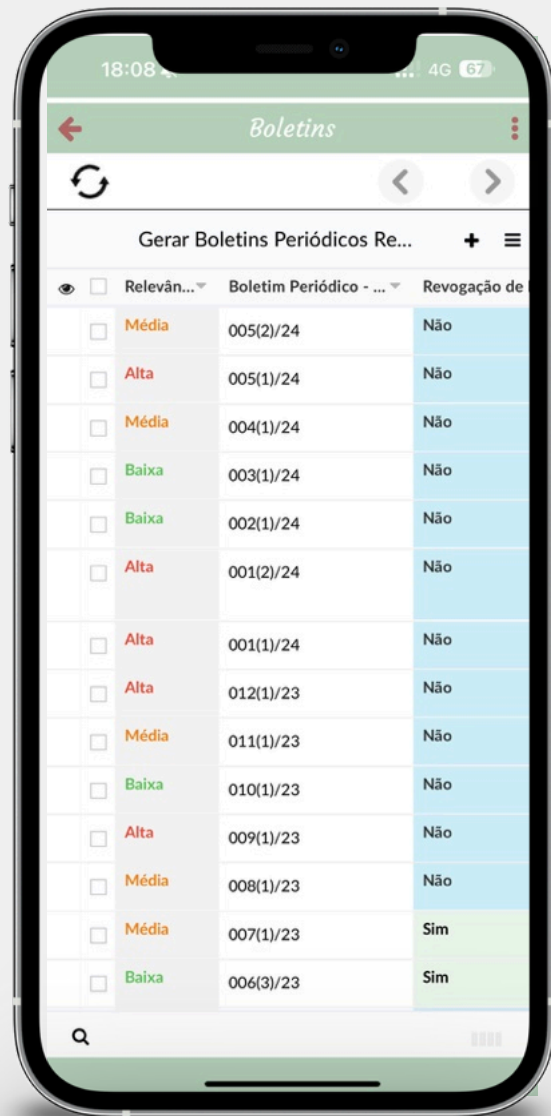 18:08 4G 67
Boletins
Gerar Boletins Periódicos Re...
Relevân... Boletim Periódico - ... Revogação de
Média 005(2)/24 Não
Alta 005(1)/24 Não
Média 004(1)/24 Não
Baixa 003(1)/24 Não
Baixa 002(1)/24 Não
Alta 001(2)/24 Não
Alta 001(1)/24 Não
Alta 012(1)/23 Não
Média 011(1)/23 Não
Baixa 010(1)/23 Não
Alta 009(1)/23 Não
Média 008(1)/23 Não
Média 007(1)/23 Sim
Baixa 006(3)/23 Sim